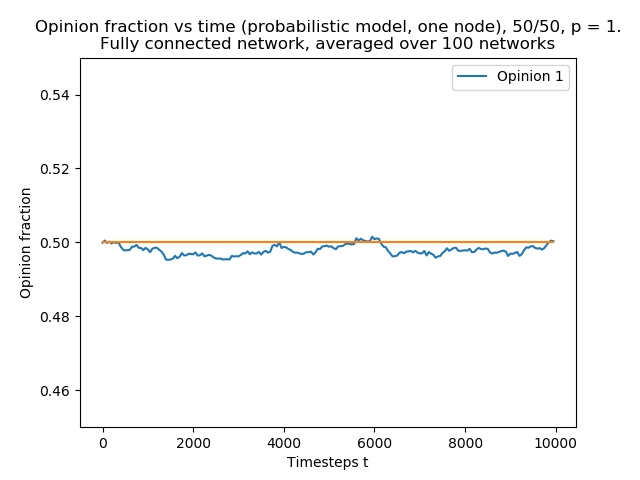 Opinion fraction vs time (probabilistic model, one node), 50/50, p = 1.
Fully connected network, averaged over 100 networks
Opinion 1
0.54
0.52
0.50
0.48
0.46
Opinion fraction
0 2000 4000 6000 8000 10000
Timesteps t